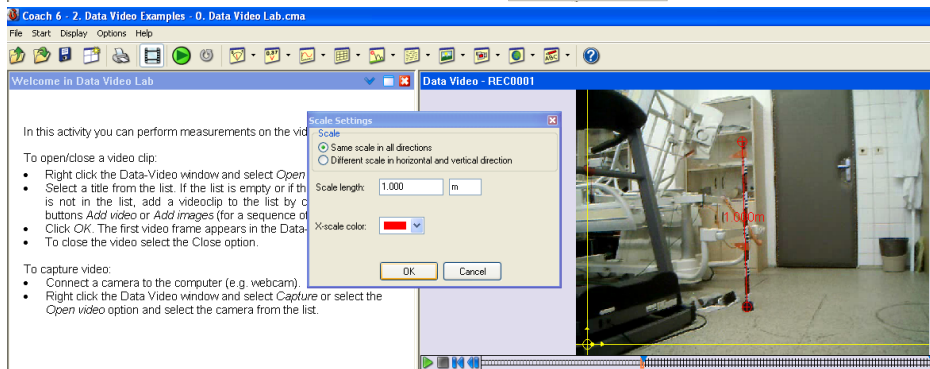 Coach 6 - 2. Data Video Examples - 0. Data Video Lab.cma
File Start Display Options Help
Welcome in Data Video Lab
Data Video - REC0001
In this activity you can perform measurements on the vid
To open/close a video clip:
• Right click the Data-Video window and select Open
• Select a title from the list. If the list is empty or if th
is not in the list, add a videoclip to the list by c
buttons Add video or Add images (for a sequence of
• Click OK. The first video frame appears in the Data-
• To close the video select the Close option.
To capture video:
• Connect a camera to the computer (e.g. webcam).
• Right click the Data Video window and select Capture or select the
Open video option and select the camera from the list.
Scale Settings
Scale
Same scale in all directions
Different scale in horizontal and vertical direction
Scale length: 1.000 m
X-scale color:
OK Cancel
1.000m